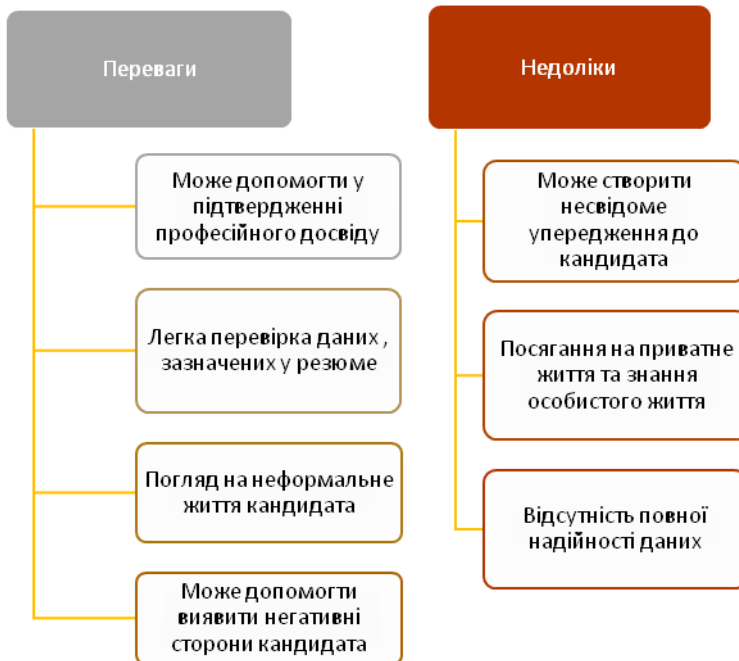 Переваги
Може допомогти у
підтвердженні
професійного досвіду
Легка перевірка даних ,
зазначених у резюме
Погляд на неформальне
життя кандидата
Може допомогти
виявити негативні
сторони кандидата
Недоліки
Може створити
несвідоме
упередження до
кандидата
Посягання на приватне
життя та знання
особистого життя
Відсутність повної
надійності даних